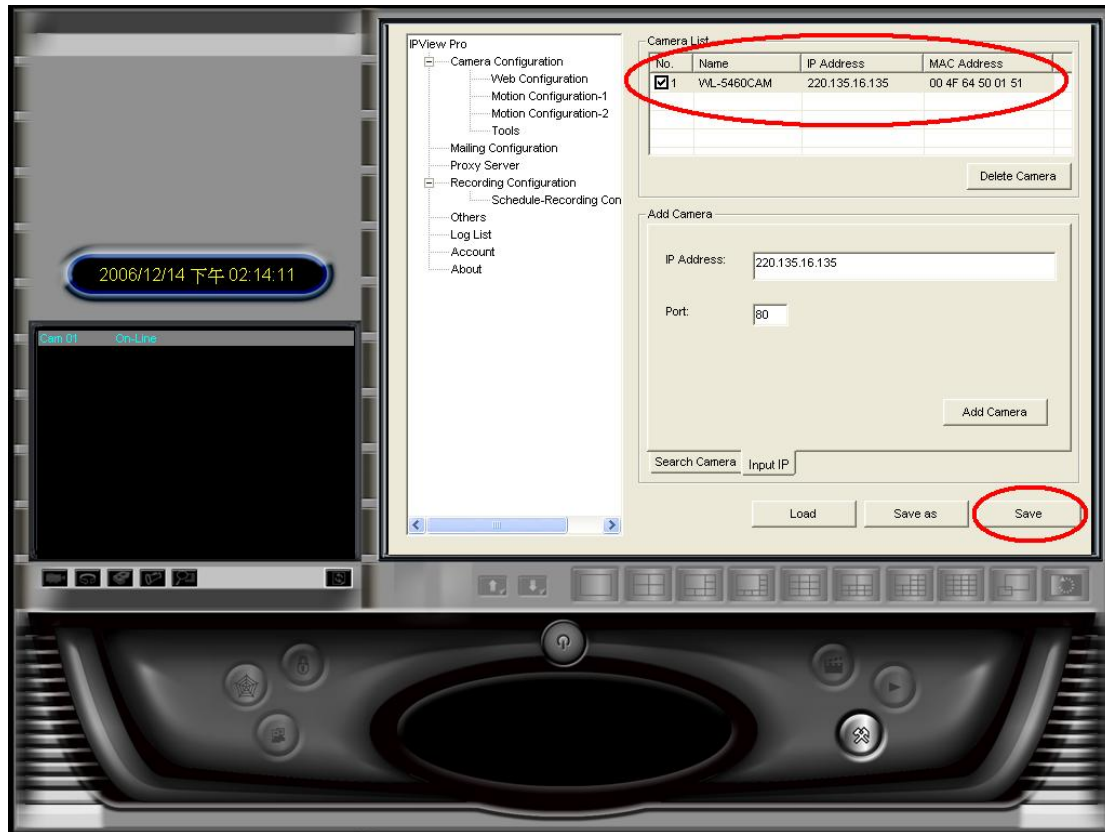 IPView Pro
Camera Configuration
Web Configuration
Motion Configuration-1
Motion Configuration-2
Tools
Mailing Configuration
Proxy Server
Recording Configuration
Schedule-Recording Con
Others
Log List
Account
About
Camera List
No. Name IP Address MAC Address
1 WL-5460CAM 220.135.16.135 00 4F 64 50 01 51
Delete Camera
Add Camera
IP Address: 220.135.16.135
Port: 80
Add Camera
Search Camera Input IP
Load Save as Save
2006/12/14 下午 02:14:11
Cam 01 On-Line